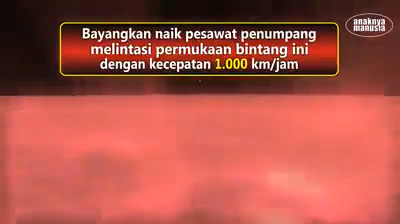 anaknya
manusia
Bayangkan naik pesawat penumpang
melintasi permukaan bintang ini
dengan kecepatan 1.000 km/jam